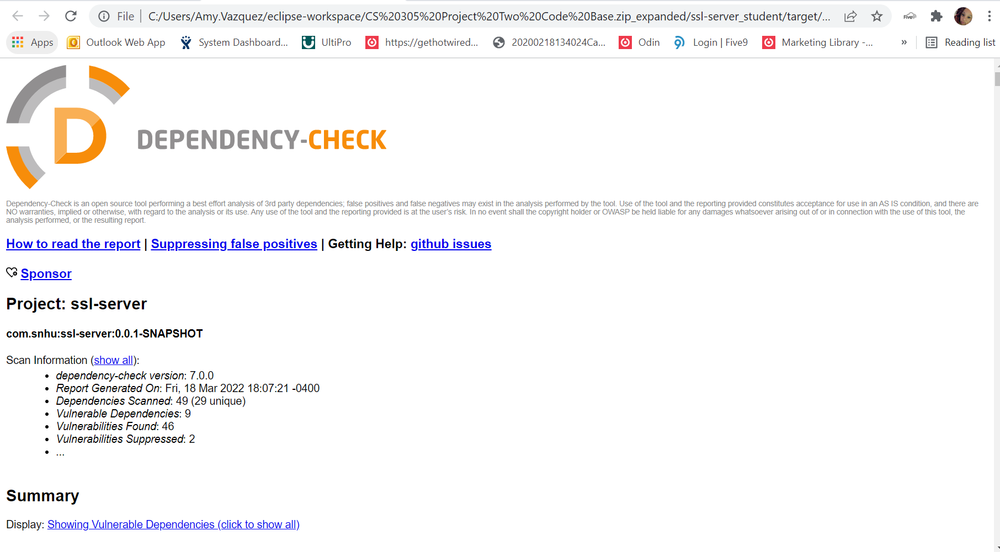 File | C:/Users/Amy.Vazquez/eclipse-workspace/CS%20305%20Project%20Two%20Code%20Base.zip_expanded/ssl-server_student/target/... Five9
Apps Outlook Web App System Dashboard... UltiPro https://gethotwired... 20200218134024Ca... Odin Login | Five9 Marketing Library -... » Reading list
D
DEPENDENCY-CHECK
Dependency-Check is an open source tool performing a best effort analysis of 3rd party dependencies; false positives and false negatives may exist in the analysis performed by the tool. Use of the tool and the reporting provided constitutes acceptance for use in an AS IS condition, and there are
NO warranties, implied or otherwise, with regard to the analysis or its use. Any use of the tool and the reporting provided is at the user's risk. In no event shall the copyright holder or OWASP be held liable for any damages whatsoever arising out of or in connection with the use of this tool, the
analysis performed, or the resulting report.
How to read the report | Suppressing false positives | Getting Help: github issues
Sponsor
Project: ssl-server
com.snhu:ssl-server:0.0.1-SNAPSHOT
Scan Information (show all):
• dependency-check version: 7.0.0
• Report Generated On: Fri, 18 Mar 2022 18:07:21 -0400
• Dependencies Scanned: 49 (29 unique)
• Vulnerable Dependencies: 9
• Vulnerabilities Found: 46
• Vulnerabilities Suppressed: 2
• ...
Summary
Display: Showing Vulnerable Dependencies (click to show all)